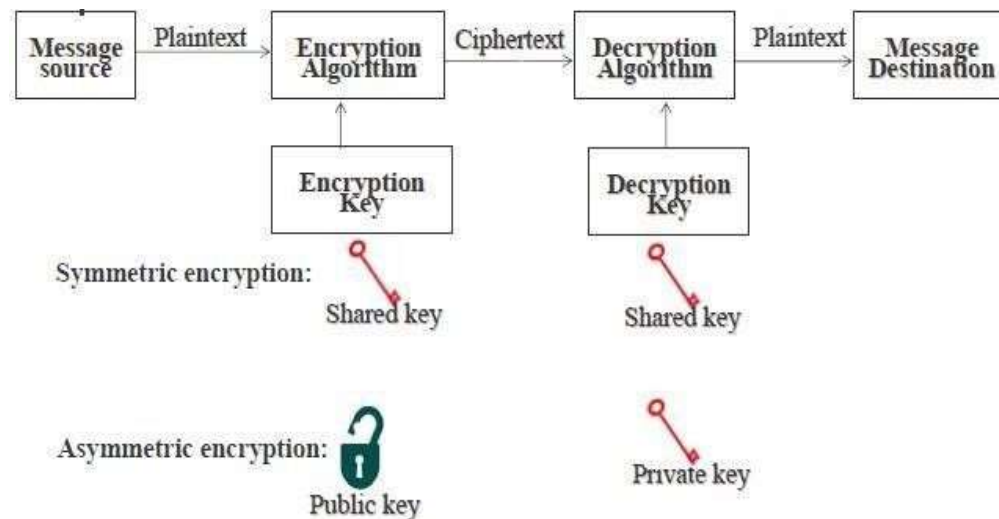 Message
source
Plaintext
Encryption
Algorithm
Ciphertext
Decryption
Algorithm
Plaintext
Message
Destination
Encryption
Key
Decryption
Key
Symmetric encryption:
Shared key
Shared key
Asymmetric encryption:
Public key
Private key